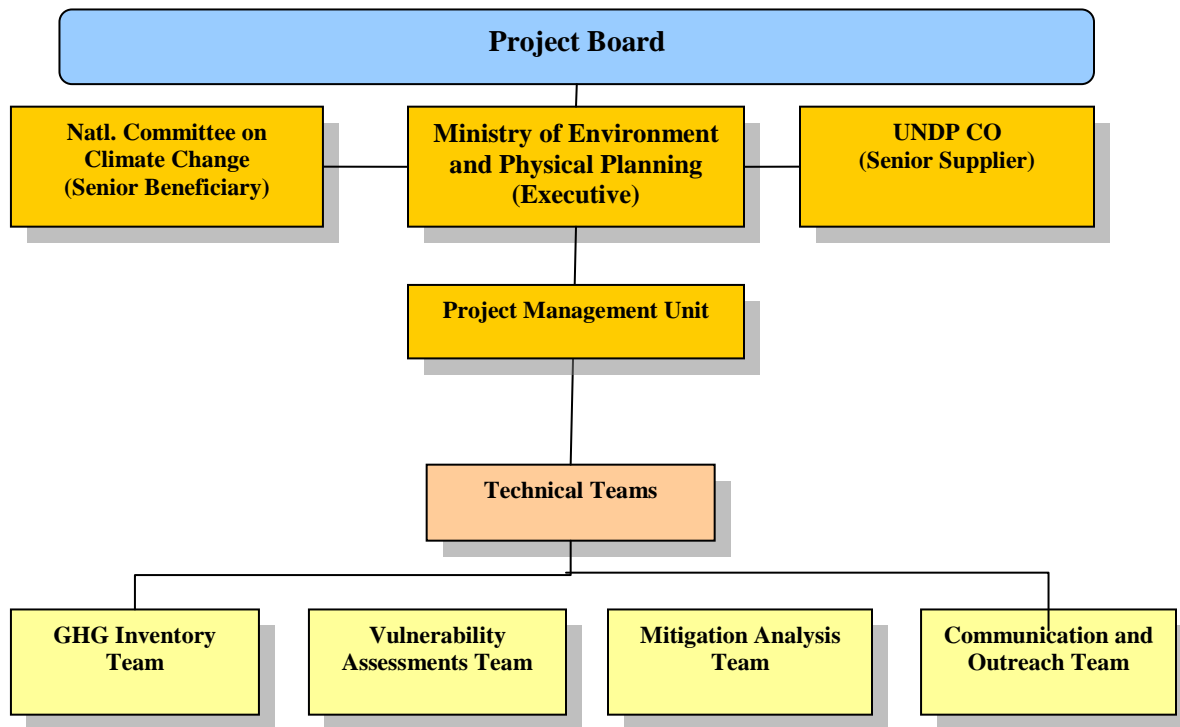 Project Board
Natl. Committee on
Climate Change
(Senior Beneficiary)
Ministry of Environment
and Physical Planning
(Executive)
UNDP CO
(Senior Supplier)
Project Management Unit
Technical Teams
GHG Inventory
Team
Vulnerability
Assessments Team
Mitigation Analysis
Team
Communication and
Outreach Team